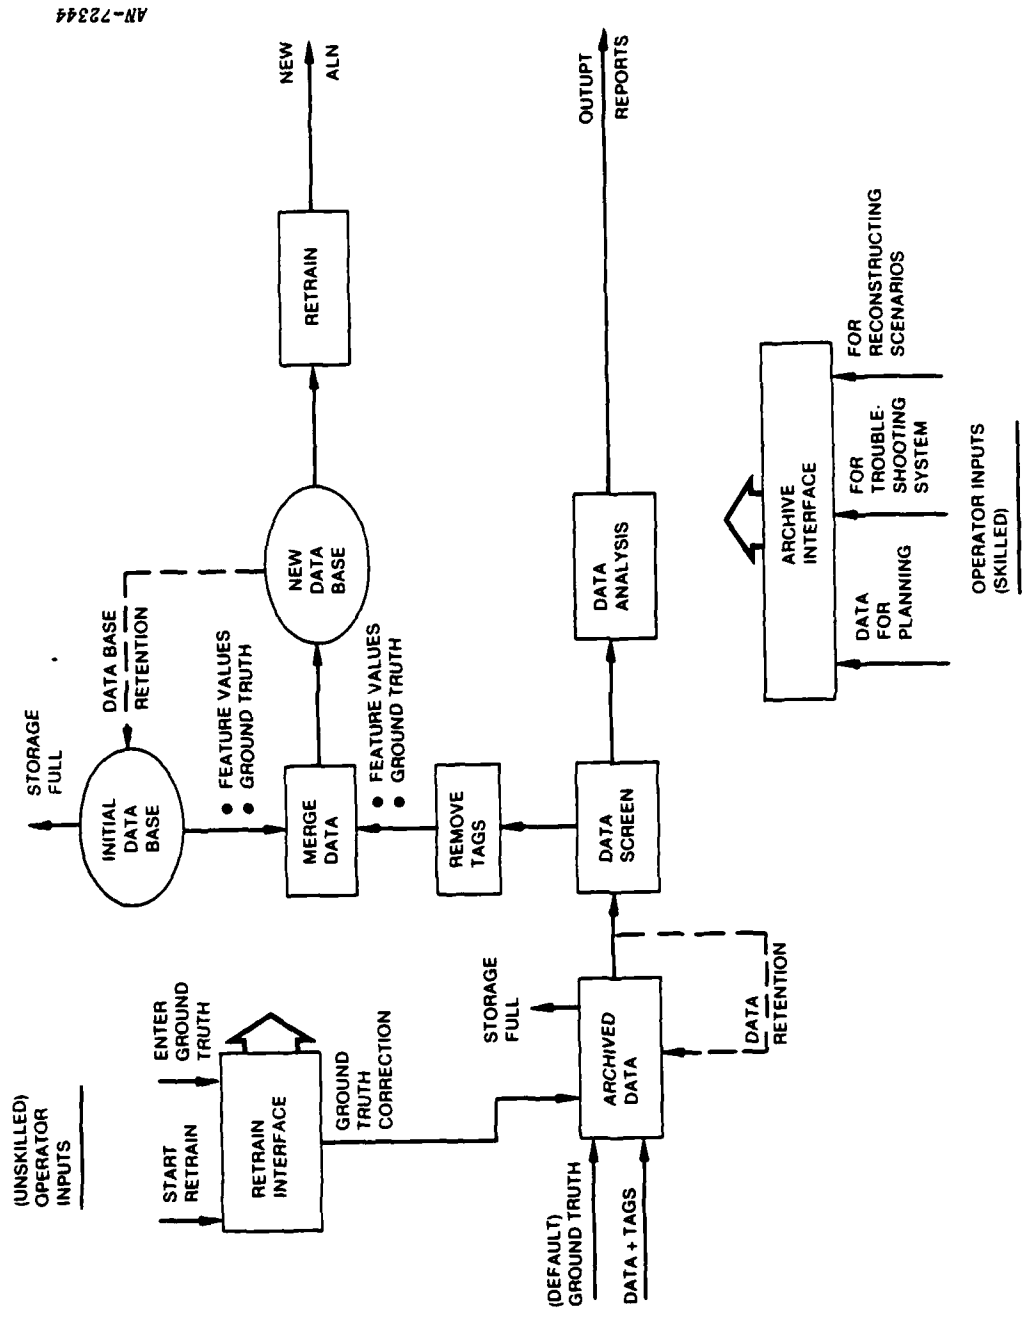 AN-72344
(UNSKILLED)
OPERATOR
INPUTS
START
RETRAIN
ENTER
GROUND
TRUTH
RETRAIN
INTERFACE
GROUND
TRUTH
CORRECTION
STORAGE
FULL
INITIAL
DATA
BASE
DATA BASE
RETENTION
• FEATURE VALUES
• GROUND TRUTH
MERGE
DATA
• FEATURE VALUES
• GROUND TRUTH
REMOVE
TAGS
NEW
DATA
BASE
RETRAIN
NEW
ALN
(DEFAULT)
GROUND TRUTH
DATA + TAGS
ARCHIVED
DATA
STORAGE
FULL
DATA
RETENTION
DATA
SCREEN
DATA
ANALYSIS
OUTUPT
REPORTS
ARCHIVE
INTERFACE
DATA
FOR
PLANNING
FOR
TROUBLE-
SHOOTING
SYSTEM
FOR
RECONSTRUCTING
SCENARIOS
OPERATOR INPUTS
(SKILLED)